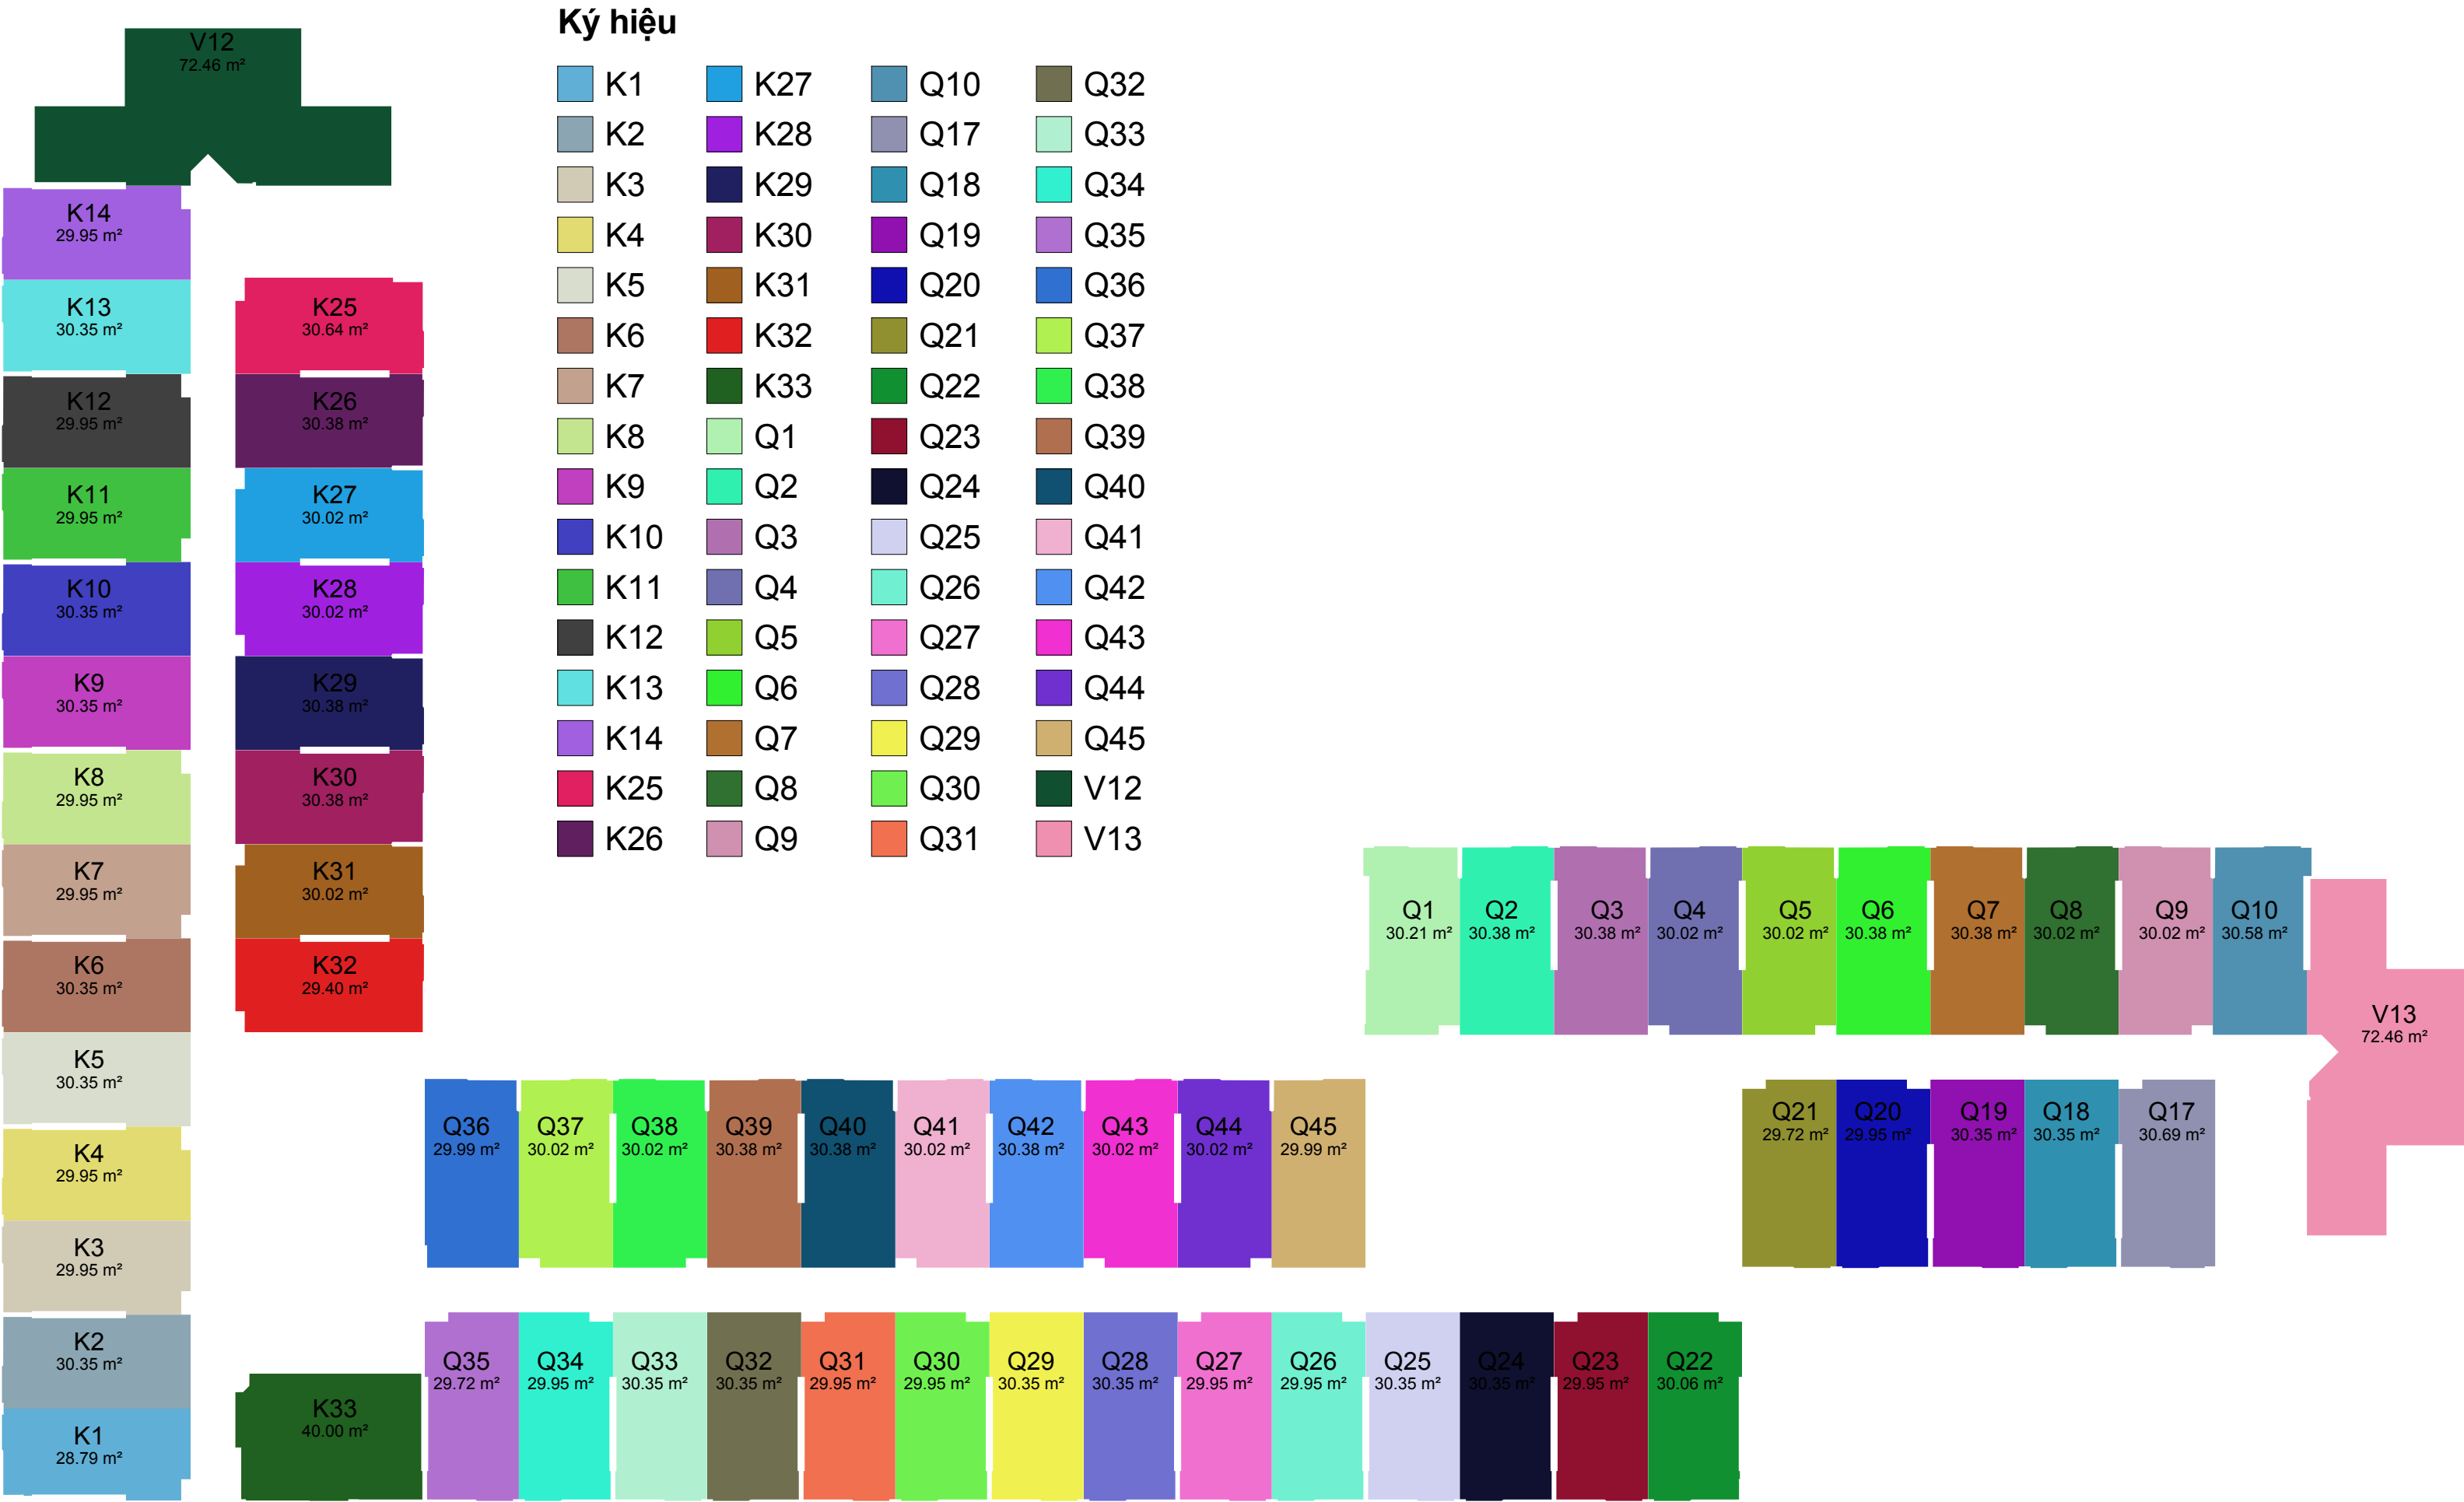 V12
72.46 m²
K14
29.95 m²
K13
30.35 m²
K12
29.95 m²
K11
29.95 m²
K10
30.35 m²
K9
30.35 m²
K8
29.95 m²
K7
29.95 m²
K6
30.35 m²
K5
30.35 m²
K4
29.95 m²
K3
29.95 m²
K2
30.35 m²
K1
28.79 m²
K25
30.64 m²
K26
30.38 m²
K27
30.02 m²
K28
30.02 m²
K29
30.38 m²
K30
30.38 m²
K31
30.02 m²
K32
29.40 m²
K33
40.00 m²
Ký hiệu
K1
K2
K3
K4
K5
K6
K7
K8
K9
K10
K11
K12
K13
K14
K25
K26
K27
K28
K29
K30
K31
K32
K33
Q1
Q2
Q3
Q4
Q5
Q6
Q7
Q8
Q9
Q10
Q17
Q18
Q19
Q20
Q21
Q22
Q23
Q24
Q25
Q26
Q27
Q28
Q29
Q30
Q31
Q32
Q33
Q34
Q35
Q36
Q37
Q38
Q39
Q40
Q41
Q42
Q43
Q44
Q45
V12
V13
Q1
30.21 m²
Q2
30.38 m²
Q3
30.38 m²
Q4
30.02 m²
Q5
30.02 m²
Q6
30.38 m²
Q7
30.38 m²
Q8
30.02 m²
Q9
30.02 m²
Q10
30.58 m²
V13
72.46 m²
Q36
29.99 m²
Q37
30.02 m²
Q38
30.02 m²
Q39
30.38 m²
Q40
30.38 m²
Q41
30.02 m²
Q42
30.38 m²
Q43
30.02 m²
Q44
30.02 m²
Q45
29.99 m²
Q21
29.72 m²
Q20
29.95 m²
Q19
30.35 m²
Q18
30.35 m²
Q17
30.69 m²
Q35
29.72 m²
Q34
29.95 m²
Q33
30.35 m²
Q32
30.35 m²
Q31
29.95 m²
Q30
29.95 m²
Q29
30.35 m²
Q28
30.35 m²
Q27
29.95 m²
Q26
29.95 m²
Q25
30.35 m²
Q24
30.35 m²
Q23
29.95 m²
Q22
30.06 m²